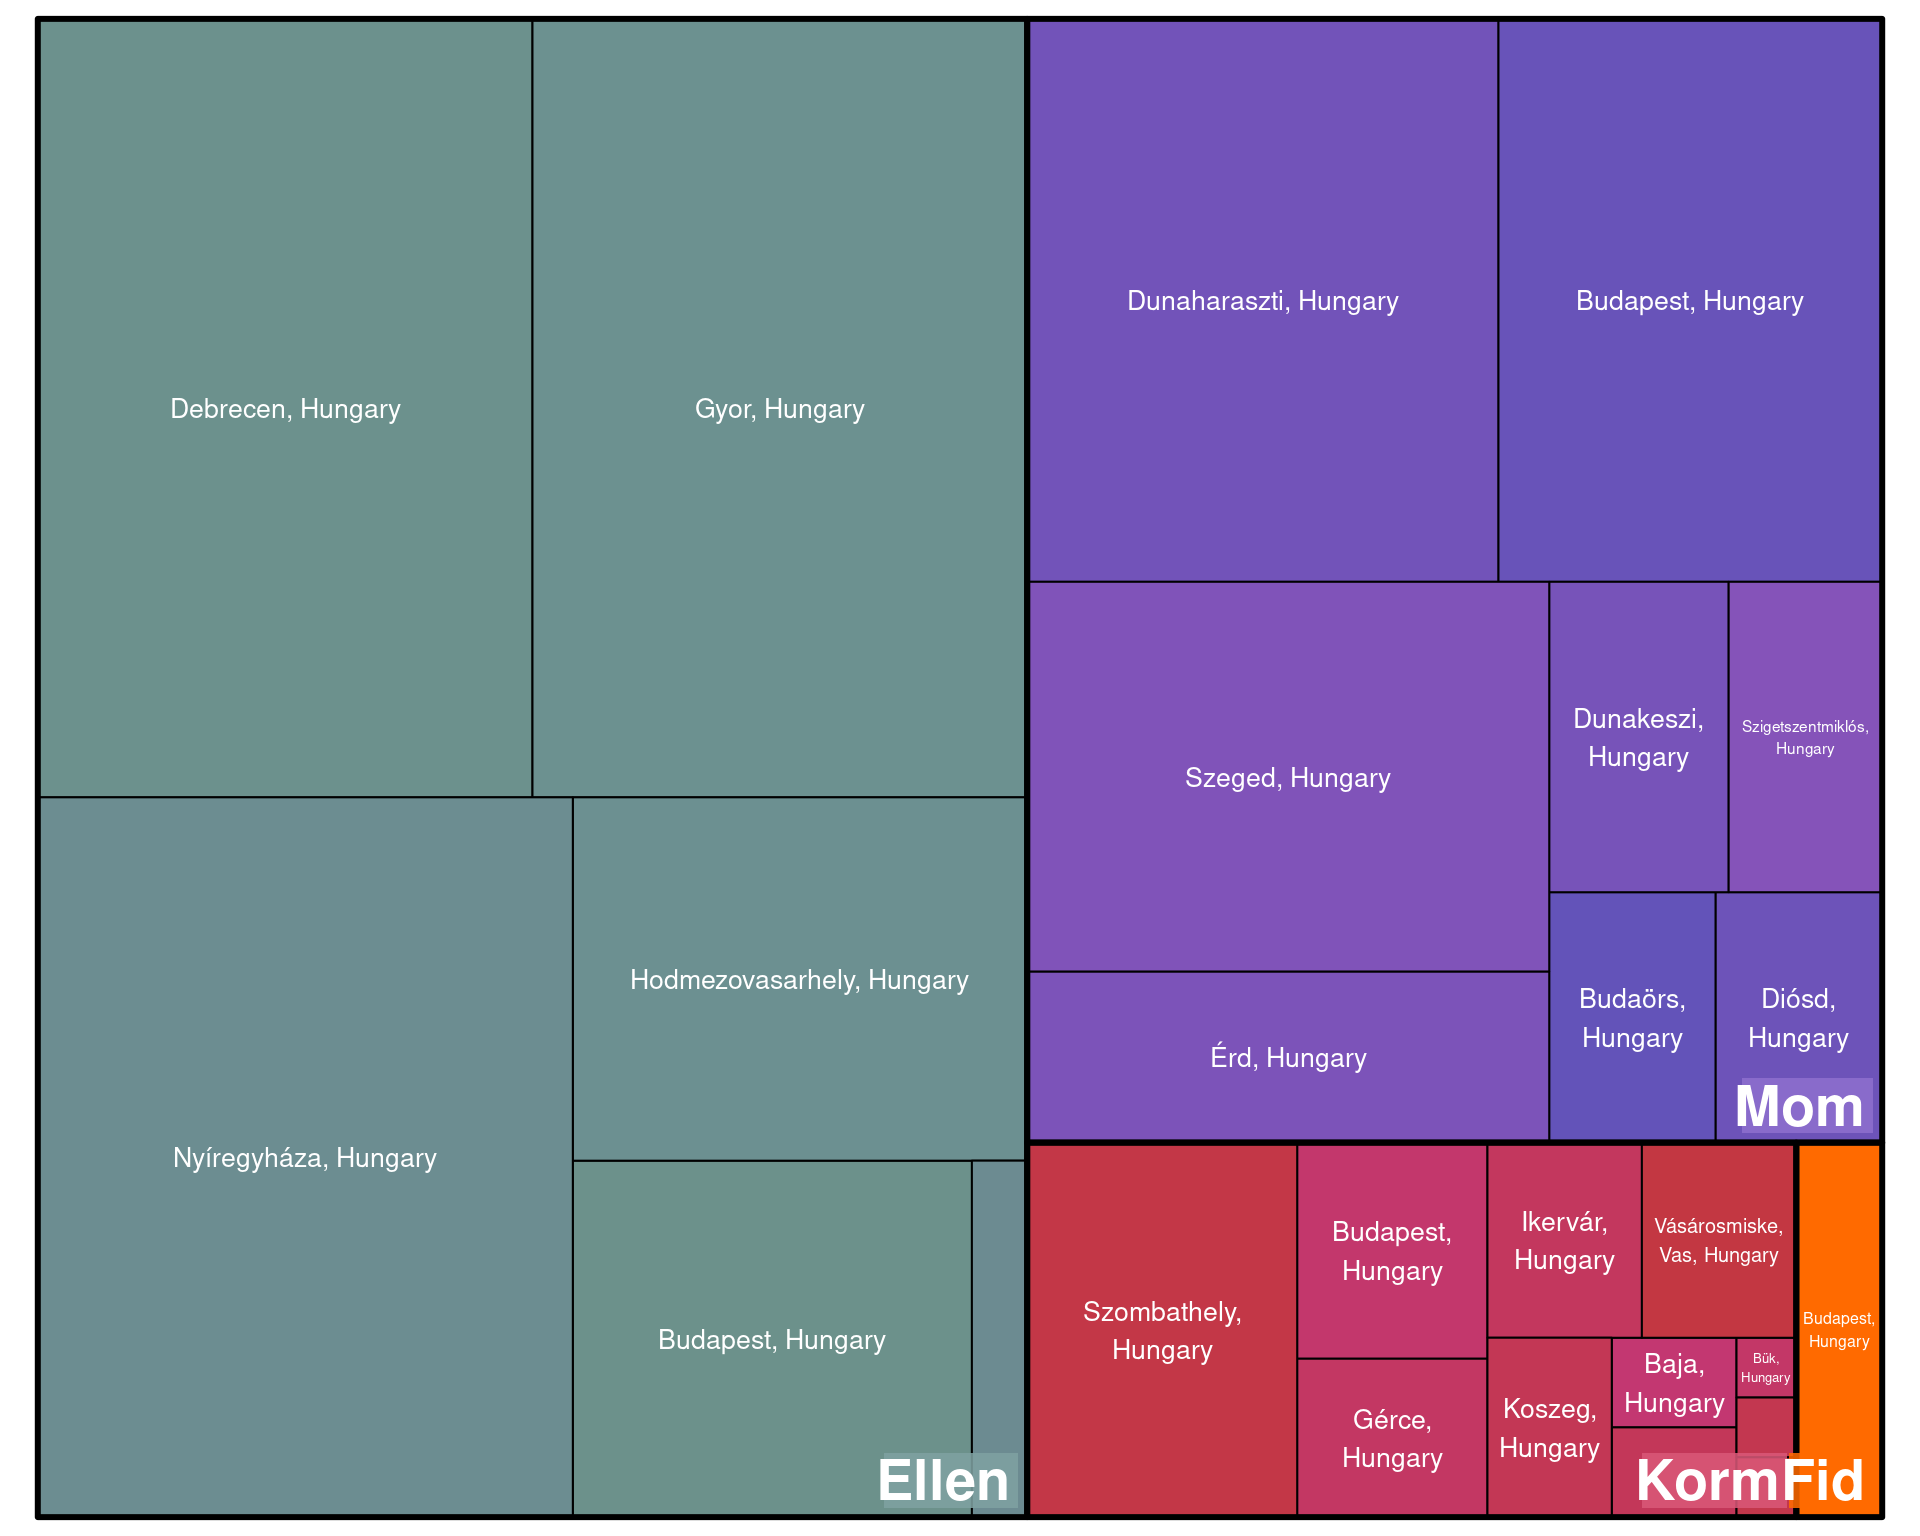 Debrecen, Hungary
Gyor, Hungary
Nyíregyháza, Hungary
Hodmezovasarhely, Hungary
Budapest, Hungary
Ellen
Dunaharaszti, Hungary
Budapest, Hungary
Szeged, Hungary
Dunakeszi,
Hungary
Szigetszentmiklós,
Hungary
Érd, Hungary
Budaörs,
Hungary
Diósd,
Hungary
Mom
Szombathely,
Hungary
Budapest,
Hungary
Gérce,
Hungary
Ikervár,
Hungary
Vásárosmiske,
Vas, Hungary
Koszeg,
Hungary
Baja,
Hungary
Bük,
Hungary
Budapest,
Hungary
KormFid